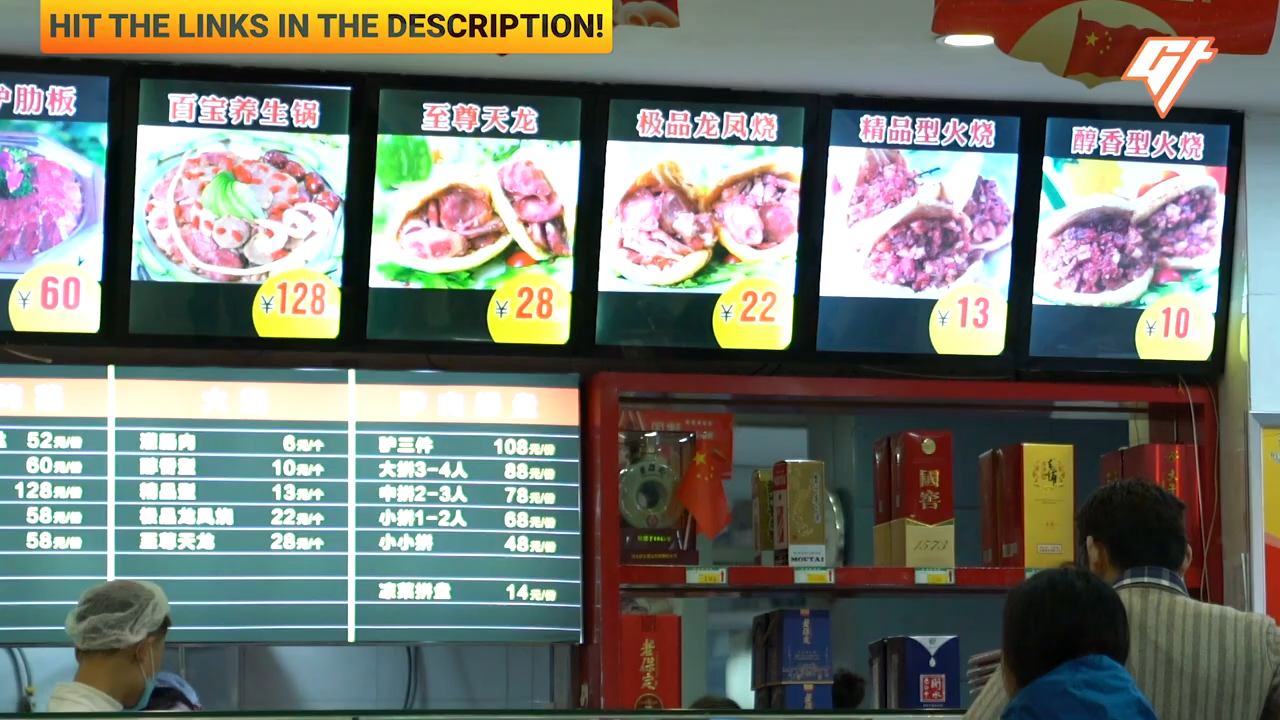 HIT THE LINKS IN THE DESCRIPTION!
Gt
驴肋板
百宝养生锅
至尊天龙
极品龙凤烧
精品型火烧
醇香型火烧
¥60
¥128
¥28
¥22
¥13
¥10
52元/份
60元/份
128元/份
58元/份
58元/份
灌肠肉 6元/个
醇香型 10元/个
精品型 13元/个
极品龙凤烧 22元/个
至尊天龙 28元/个
驴三件 108元/份
大拼3-4人 88元/份
中拼2-3人 78元/份
小拼1-2人 68元/份
小小拼 48元/份
凉菜拼盘 14元/份
MOUTAI
國窖
1573
老保定